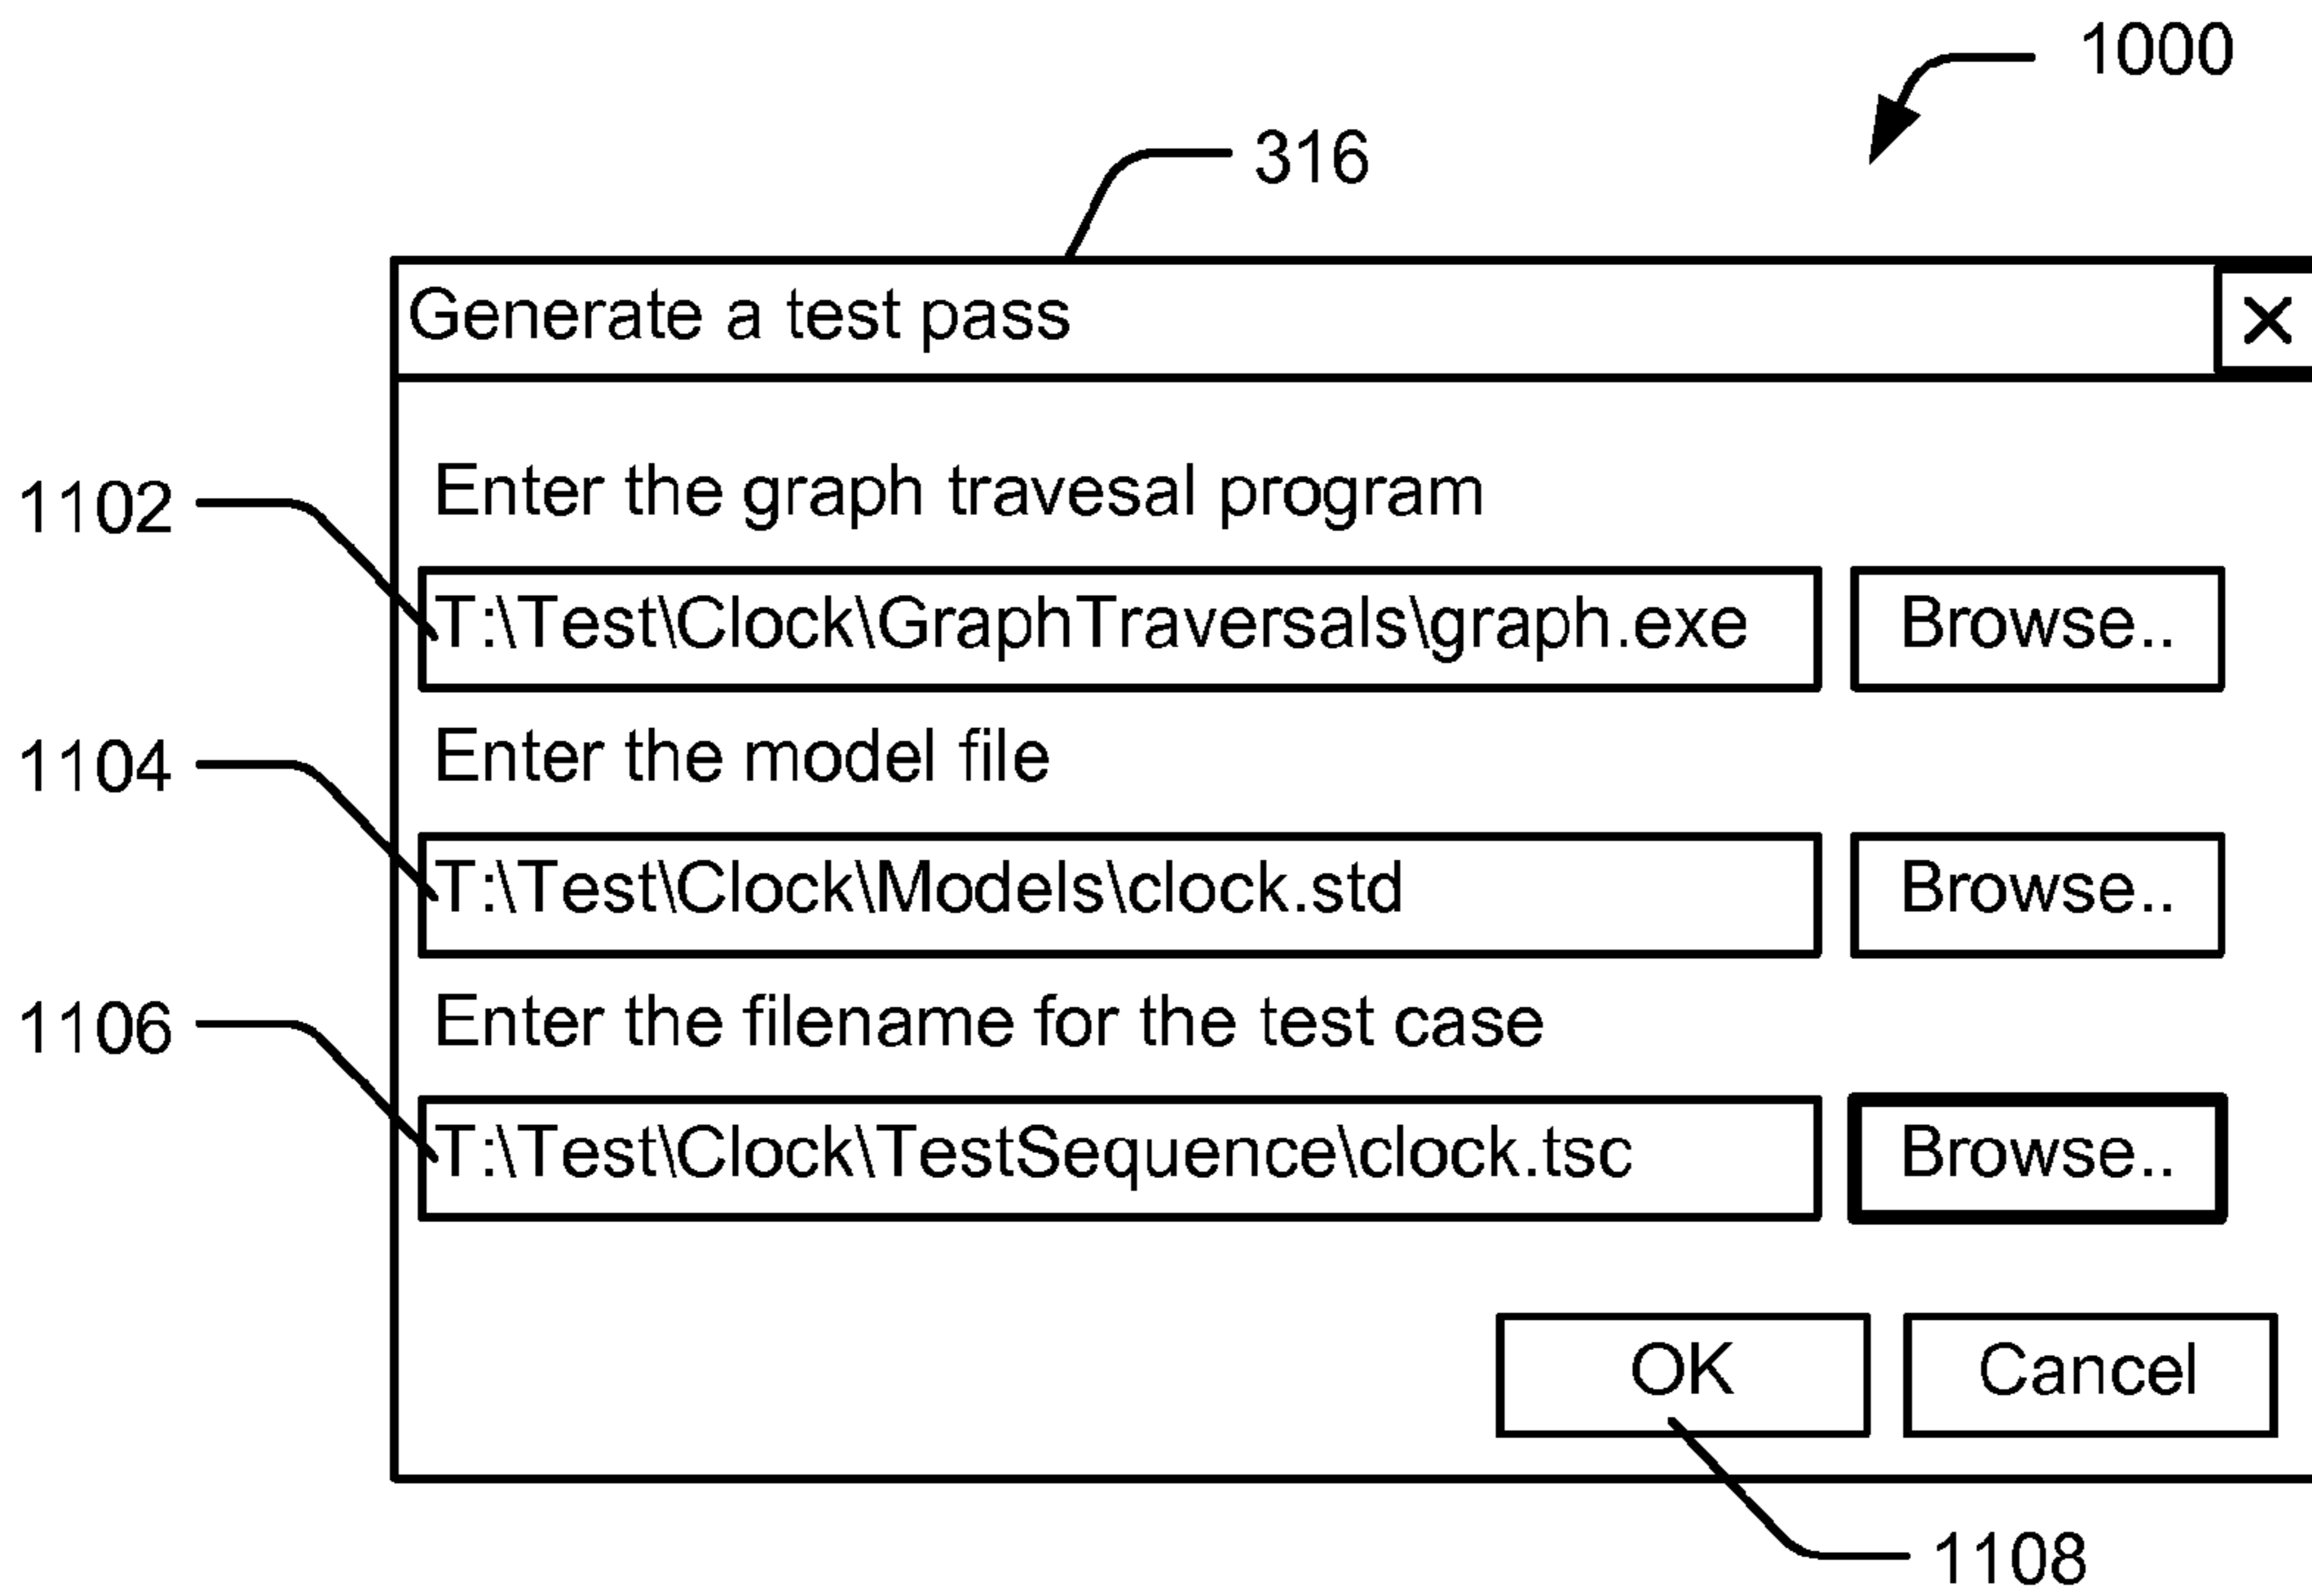 1000
316
Generate a test pass
X
1102
Enter the graph travesal program
T:\Test\Clock\GraphTraversals\graph.exe
Browse..
1104
Enter the model file
T:\Test\Clock\Models\clock.std
Browse..
1106
Enter the filename for the test case
T:\Test\Clock\TestSequence\clock.tsc
Browse..
OK
Cancel
1108